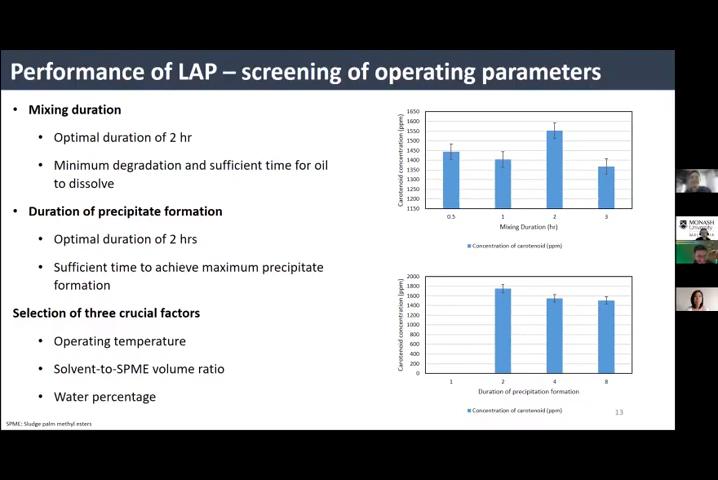 Performance of LAP – screening of operating parameters
• Mixing duration
• Optimal duration of 2 hr
• Minimum degradation and sufficient time for oil
to dissolve
• Duration of precipitate formation
• Optimal duration of 2 hrs
• Sufficient time to achieve maximum precipitate
formation
Selection of three crucial factors
• Operating temperature
• Solvent-to-SPME volume ratio
• Water percentage
SPME: Sludge palm methyl esters
Carotenoid concentration (ppm)
1650
1600
1550
1500
1450
1400
1350
1300
1250
1200
1150
0.5 1 2 3
Mixing Duration (hr)
Concentration of carotenoid (ppm)
Carotenoid concentration (ppm)
2000
1800
1600
1400
1200
1000
800
600
400
200
0
1 2 4 8
Duration of precipitation formation
Concentration of carotenoid (ppm)
13
MONASH
University